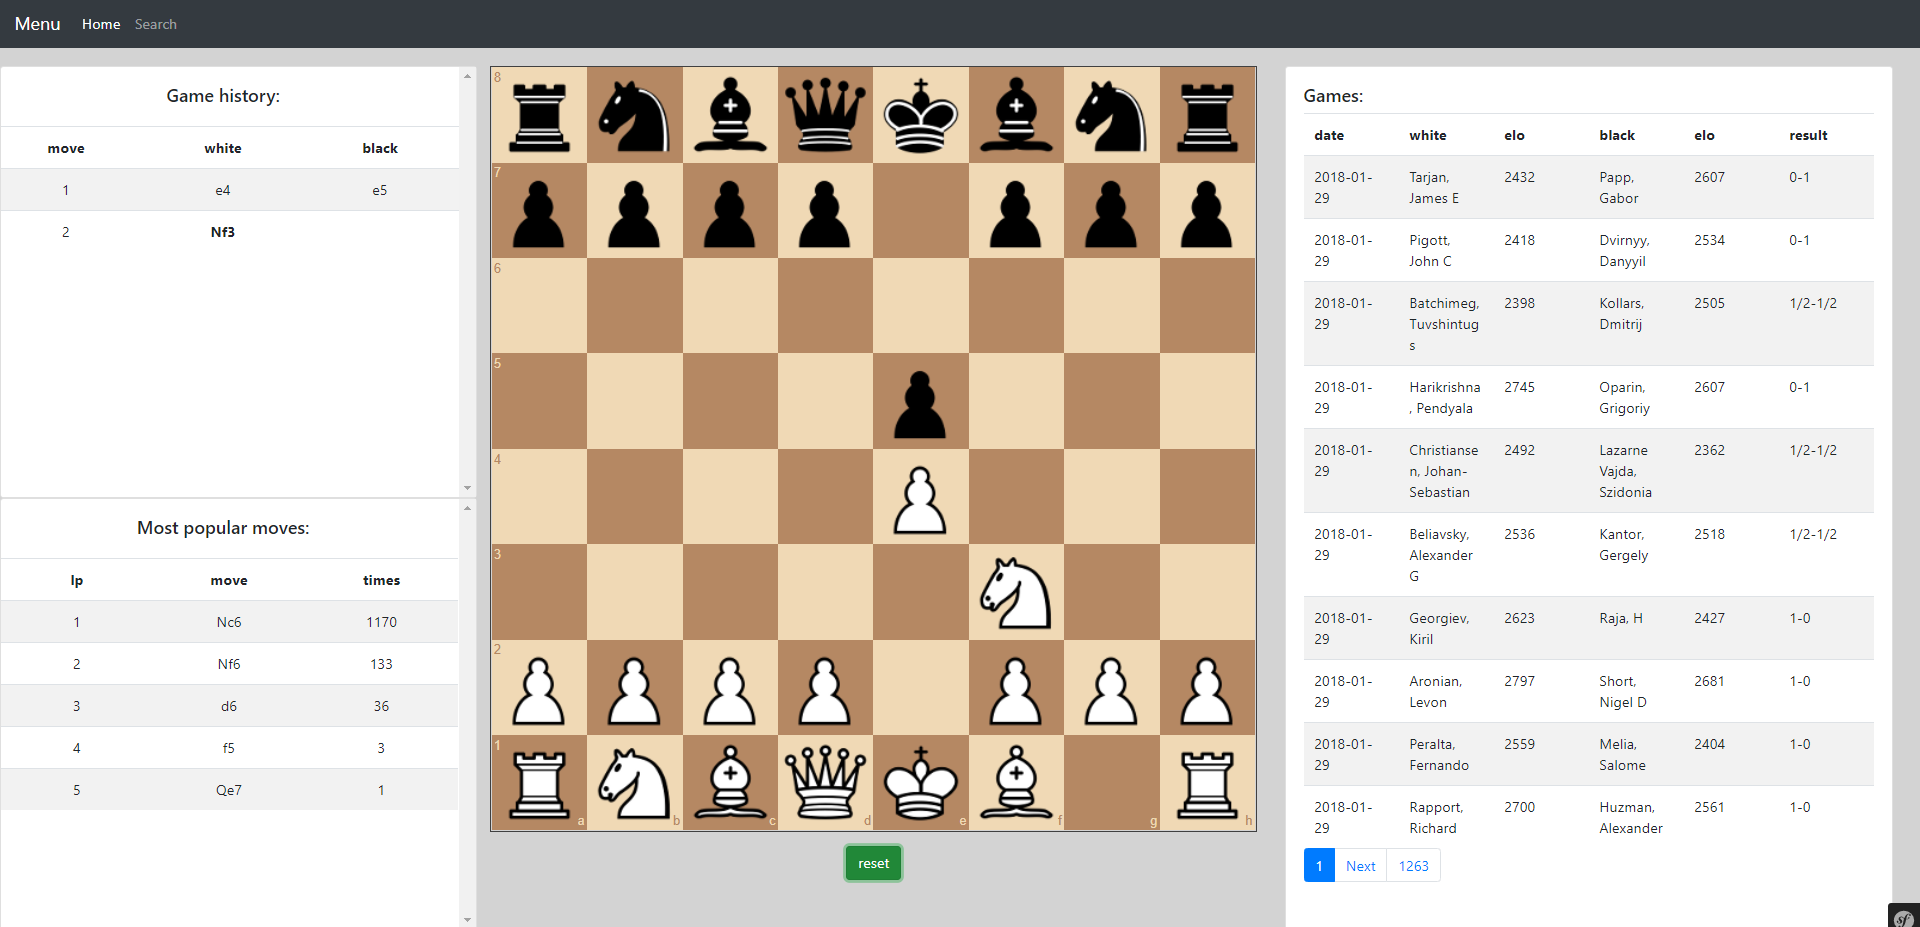 Menu Home Search
Game history:
move white black
1 e4 e5
2 Nf3
Most popular moves:
lp move times
1 Nc6 1170
2 Nf6 133
3 d6 36
4 f5 3
5 Qe7 1
8
7
6
5
4
3
2
1
a b c d e f g h
reset
Games:
date white elo black elo result
2018-01- Tarjan, 2432 Papp, 2607 0-1
29 James E Gabor
2018-01- Pigott, 2418 Dvirnyy, 2534 0-1
29 John C Danyyil
2018-01- Batchimeg, 2398 Kollars, 2505 1/2-1/2
29 Tuvshintug Dmitrij
s
2018-01- Harikrishna 2745 Oparin, 2607 0-1
29 , Pendyala Grigoriy
2018-01- Christianse 2492 Lazarne 2362 1/2-1/2
29 n, Johan- Vajda,
Sebastian Szidonia
2018-01- Beliavsky, 2536 Kantor, 2518 1/2-1/2
29 Alexander Gergely
G
2018-01- Georgiev, 2623 Raja, H 2427 1-0
29 Kiril
2018-01- Aronian, 2797 Short, 2681 1-0
29 Levon Nigel D
2018-01- Peralta, 2559 Melia, 2404 1-0
29 Fernando Salome
2018-01- Rapport, 2700 Huzman, 2561 1-0
29 Richard Alexander
1 Next 1263
sf